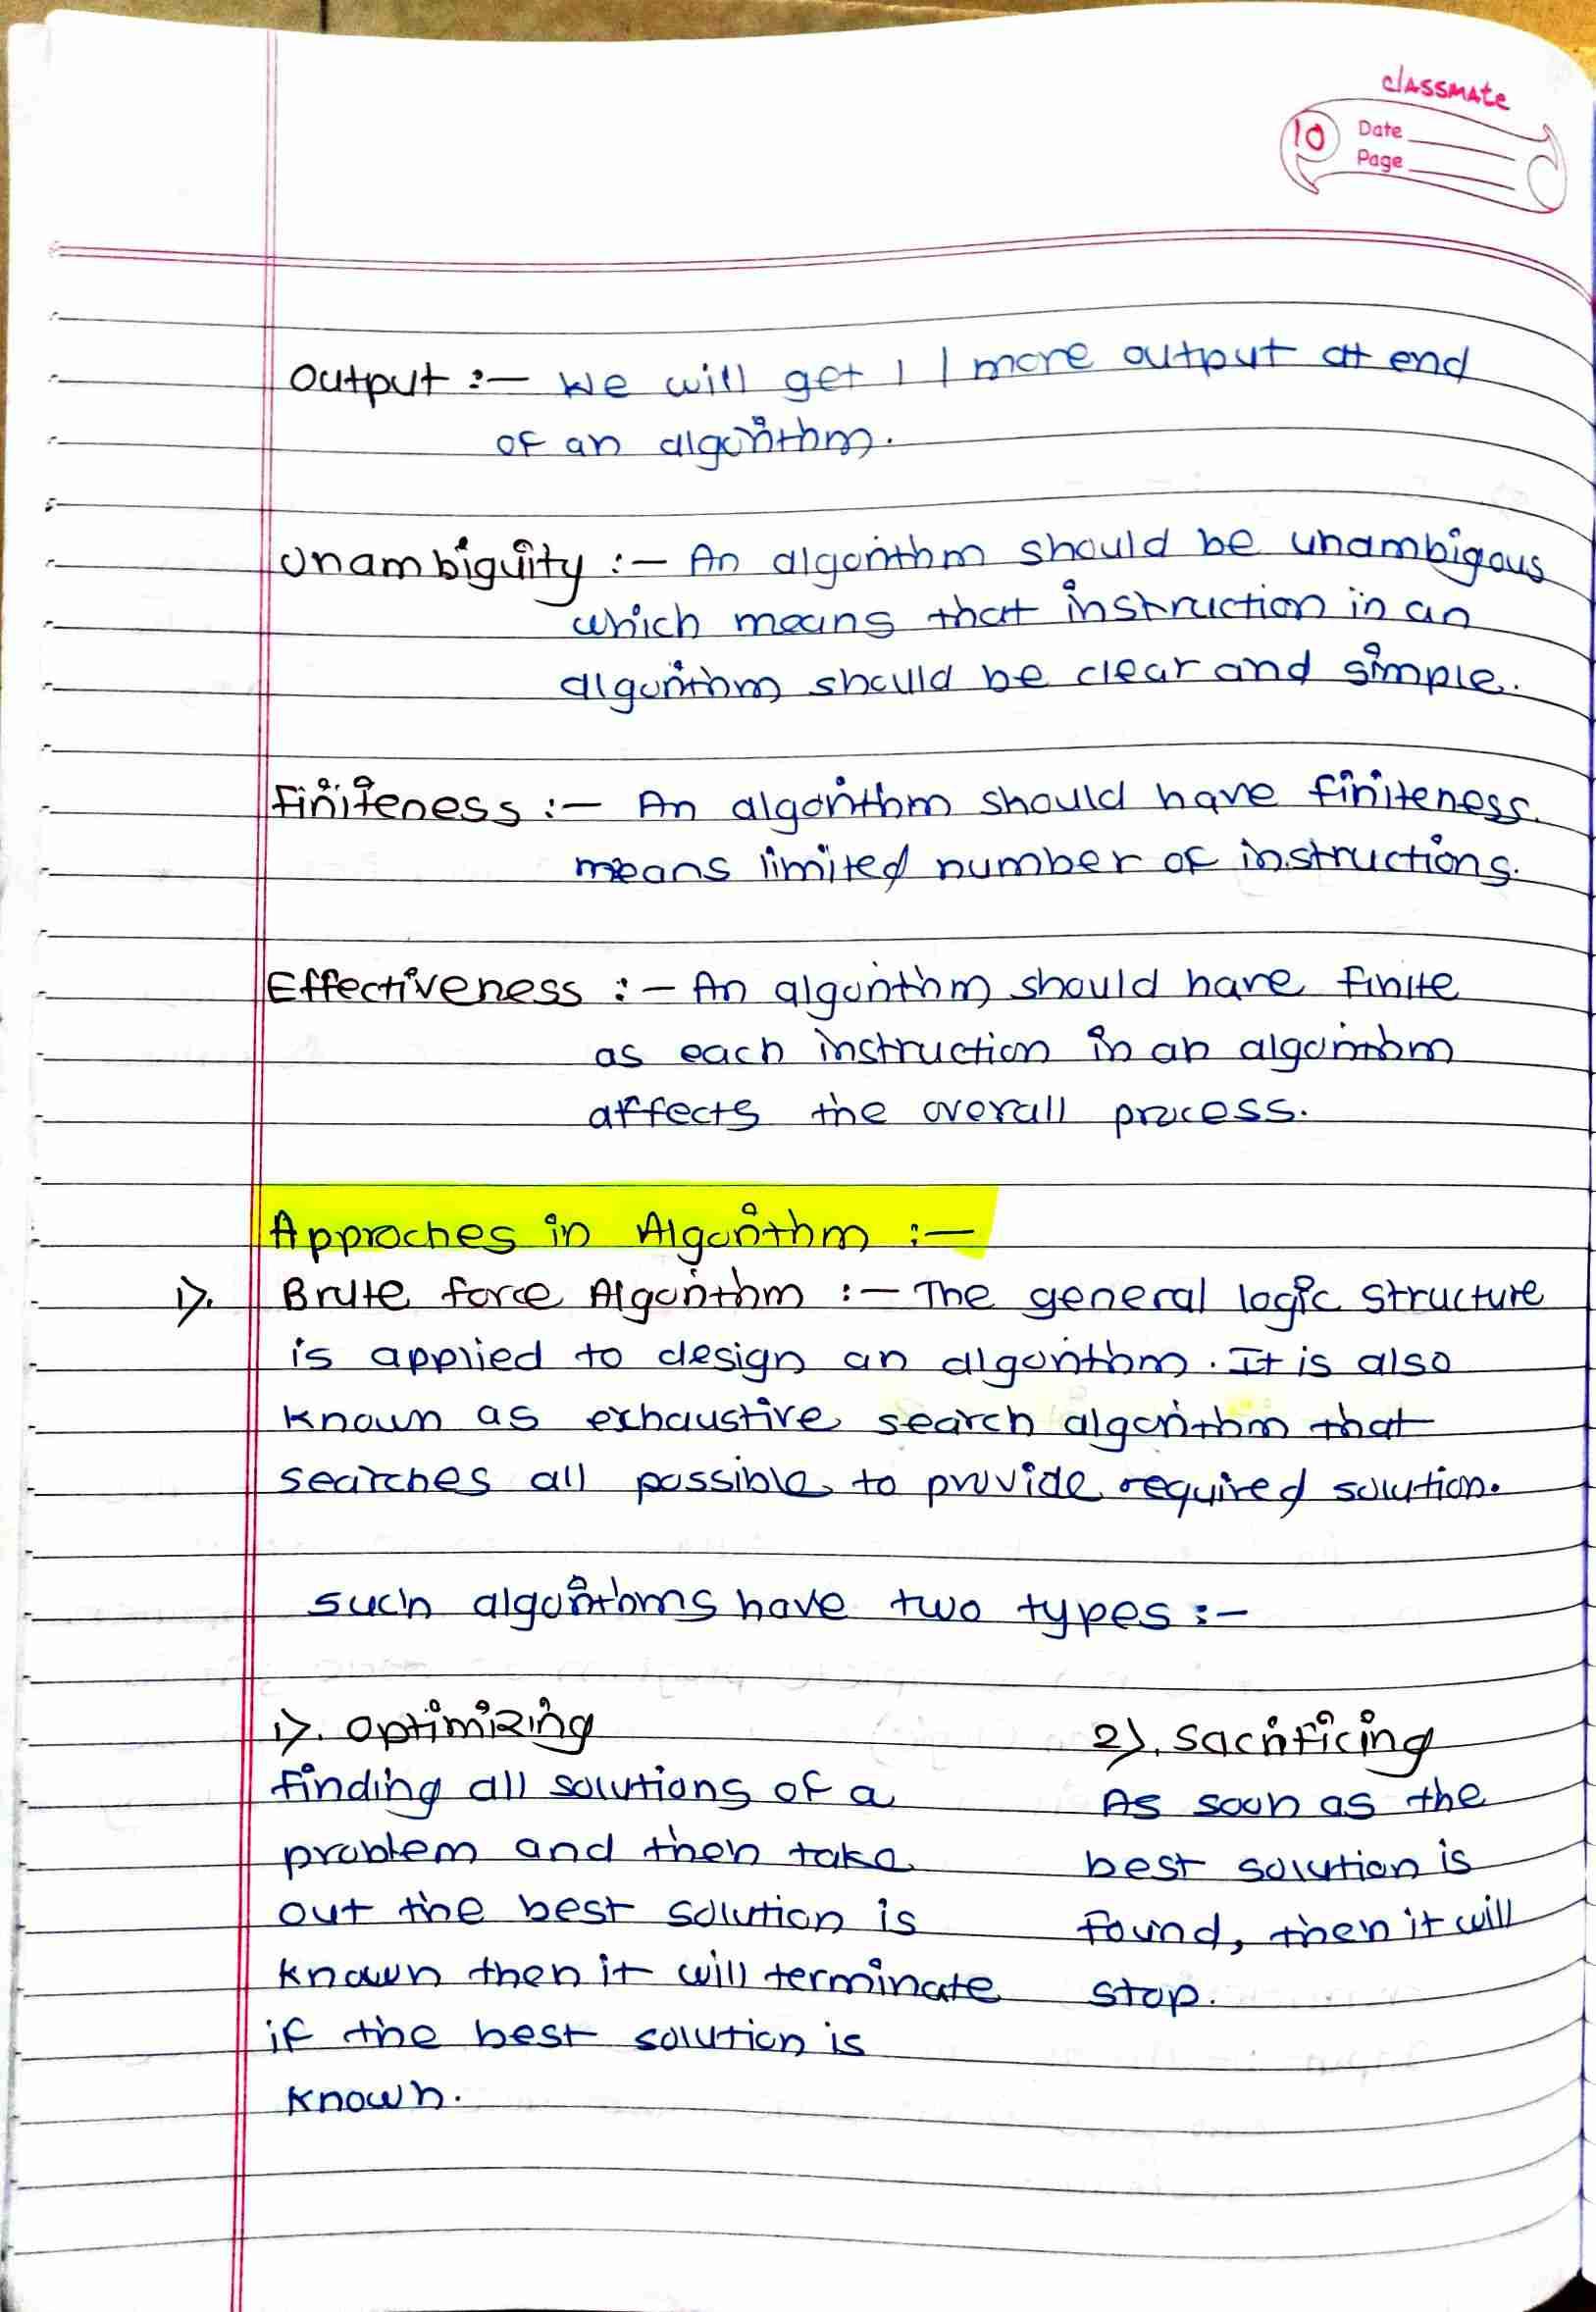 classmate
10
Date
Page
Output :- We will get 1 / more output at end
of an algorithm.
Unambiguity :- An algorithm should be unambigous
which means that instruction in an
algorithm should be clear and simple.
Finiteness :- An algorithm should have finiteness.
means limited number of instructions.
Effectiveness :- An algorithm should have finite
as each instruction in an algorithm
affects the overall process.
Approches in Algorithm :-
1). Brute force Algorithm :- The general logic structure
is applied to design an algorithm. It is also
known as exhaustive search algorithm that
searches all possible to provide required solution.
such algorithms have two types :-
1). Optimizing
finding all solutions of a
problem and then take
out the best solution is
known then it will terminate
if the best solution is
known.
2). Sacrificing
As soon as the
best solution is
found, then it will
stop.